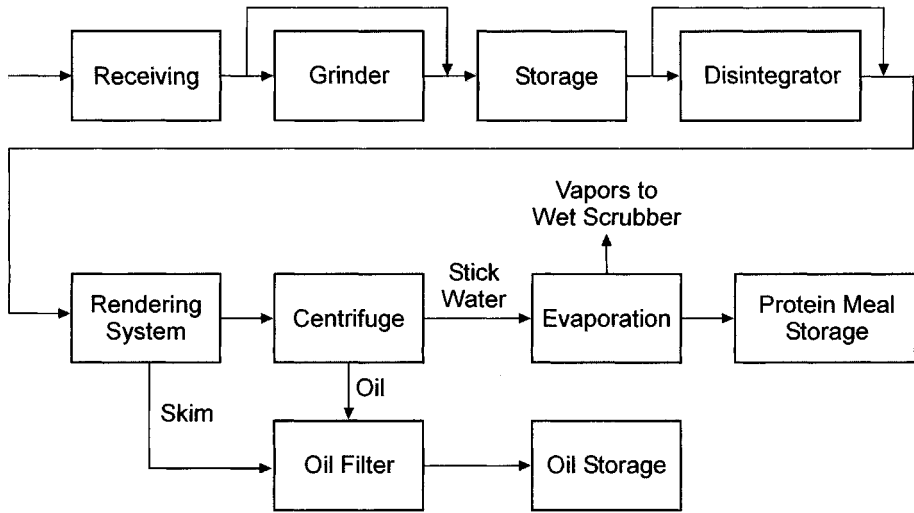 Receiving
Grinder
Storage
Disintegrator
Vapors to
Wet Scrubber
Rendering
System
Centrifuge
Stick
Water
Evaporation
Protein Meal
Storage
Skim
Oil
Oil Filter
Oil Storage